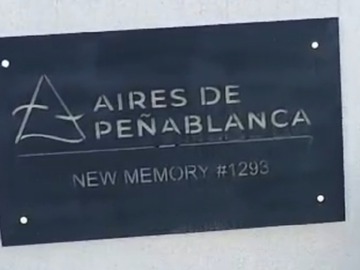 AIRES DE
PEÑABLANCA
NEW MEMORY #1293